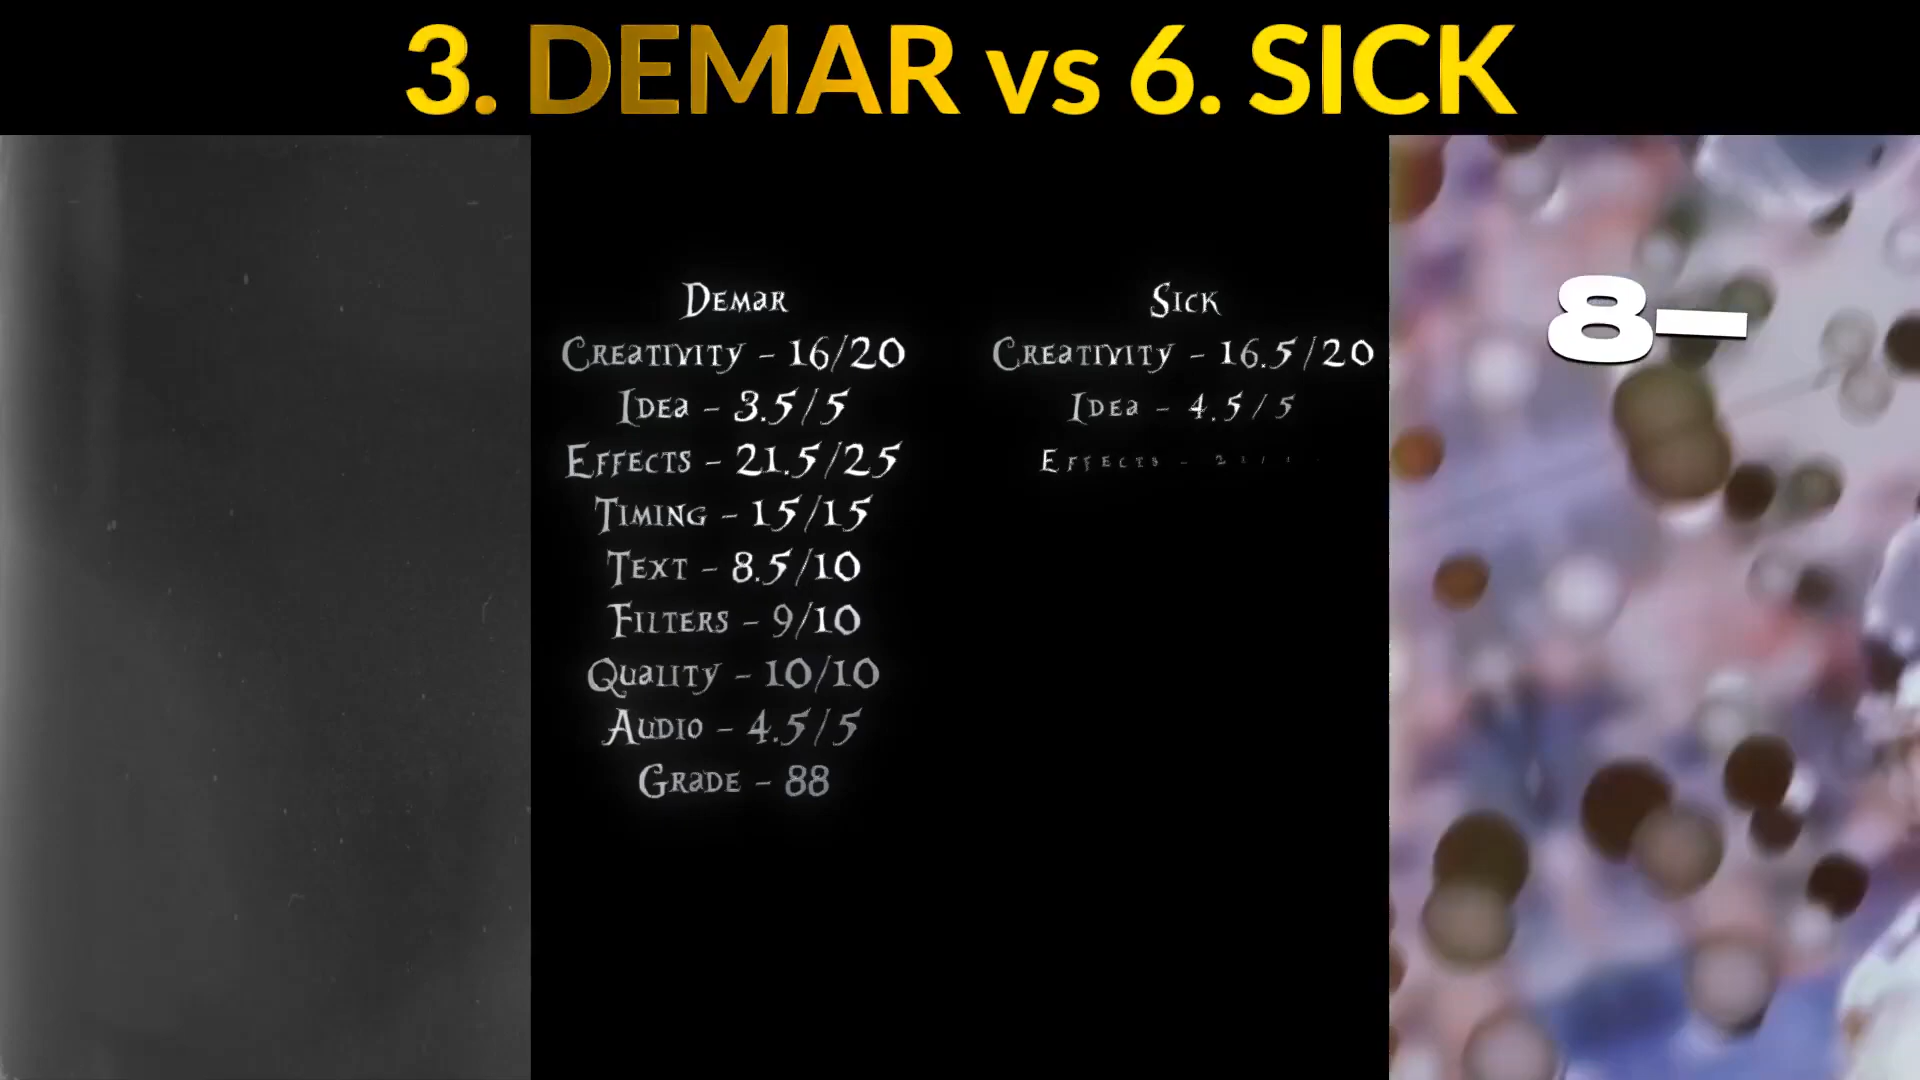 3. DEMAR vs 6. SICK
Demar
Creativity - 16/20
Idea - 3.5/5
Effects - 21.5/25
Timing - 15/15
Text - 8.5/10
Filters - 9/10
Quality - 10/10
Audio - 4.5/5
Grade - 88
Sick
Creativity - 16.5/20
Idea - 4.5/5
Effects -
8-